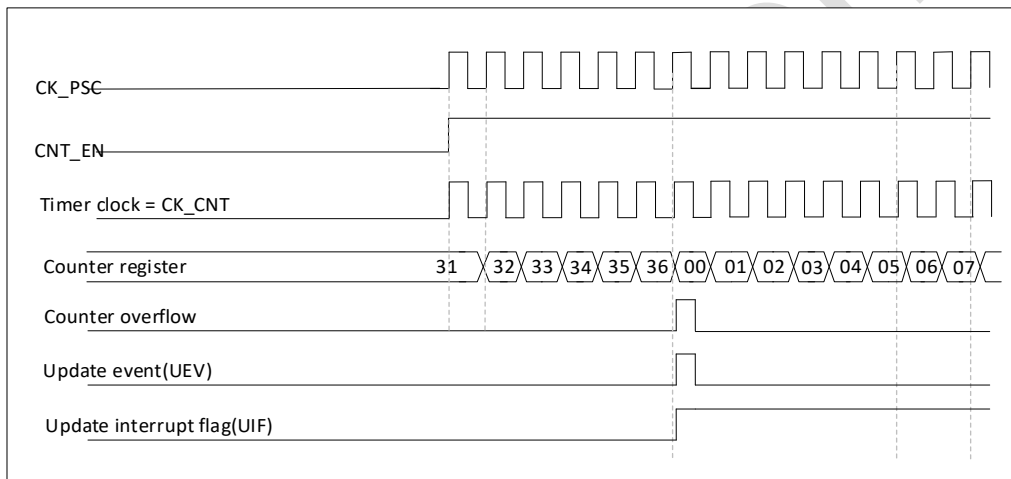 CK_PSC
CNT_EN
Timer clock = CK_CNT
Counter register 31 32 33 34 35 36 00 01 02 03 04 05 06 07
Counter overflow
Update event(UEV)
Update interrupt flag(UIF)